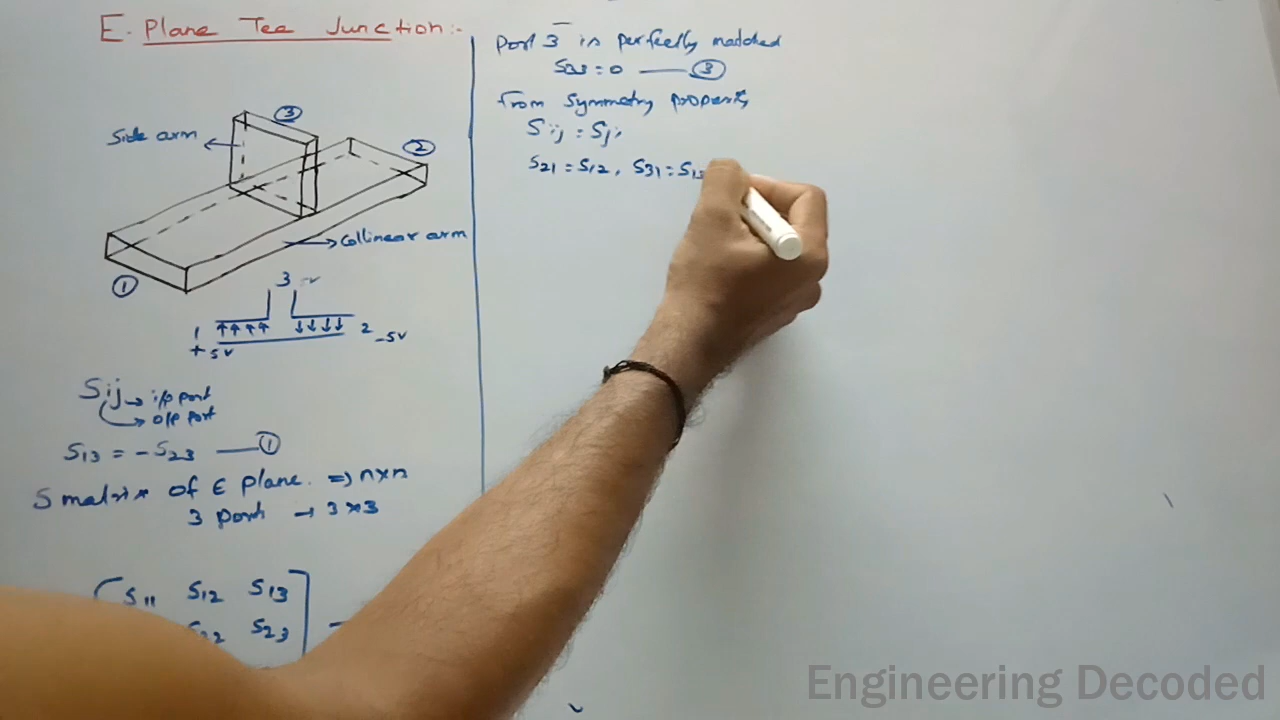 E. Plane Tee Junction:-
③
Side arm
②
Collinear arm
①
3
1
2
-5V
+5V
Sij → i/p port
→ o/p port
S13 = -S23 — ①
S matrix of E plane. => n×n
3 port → 3×3
S11 S12 S13
S23
Port 3 is perfectly matched
S33 = 0 — ③
From Symmetry property
Sij = Sji
S21 = S12, S31 = S13
Engineering Decoded